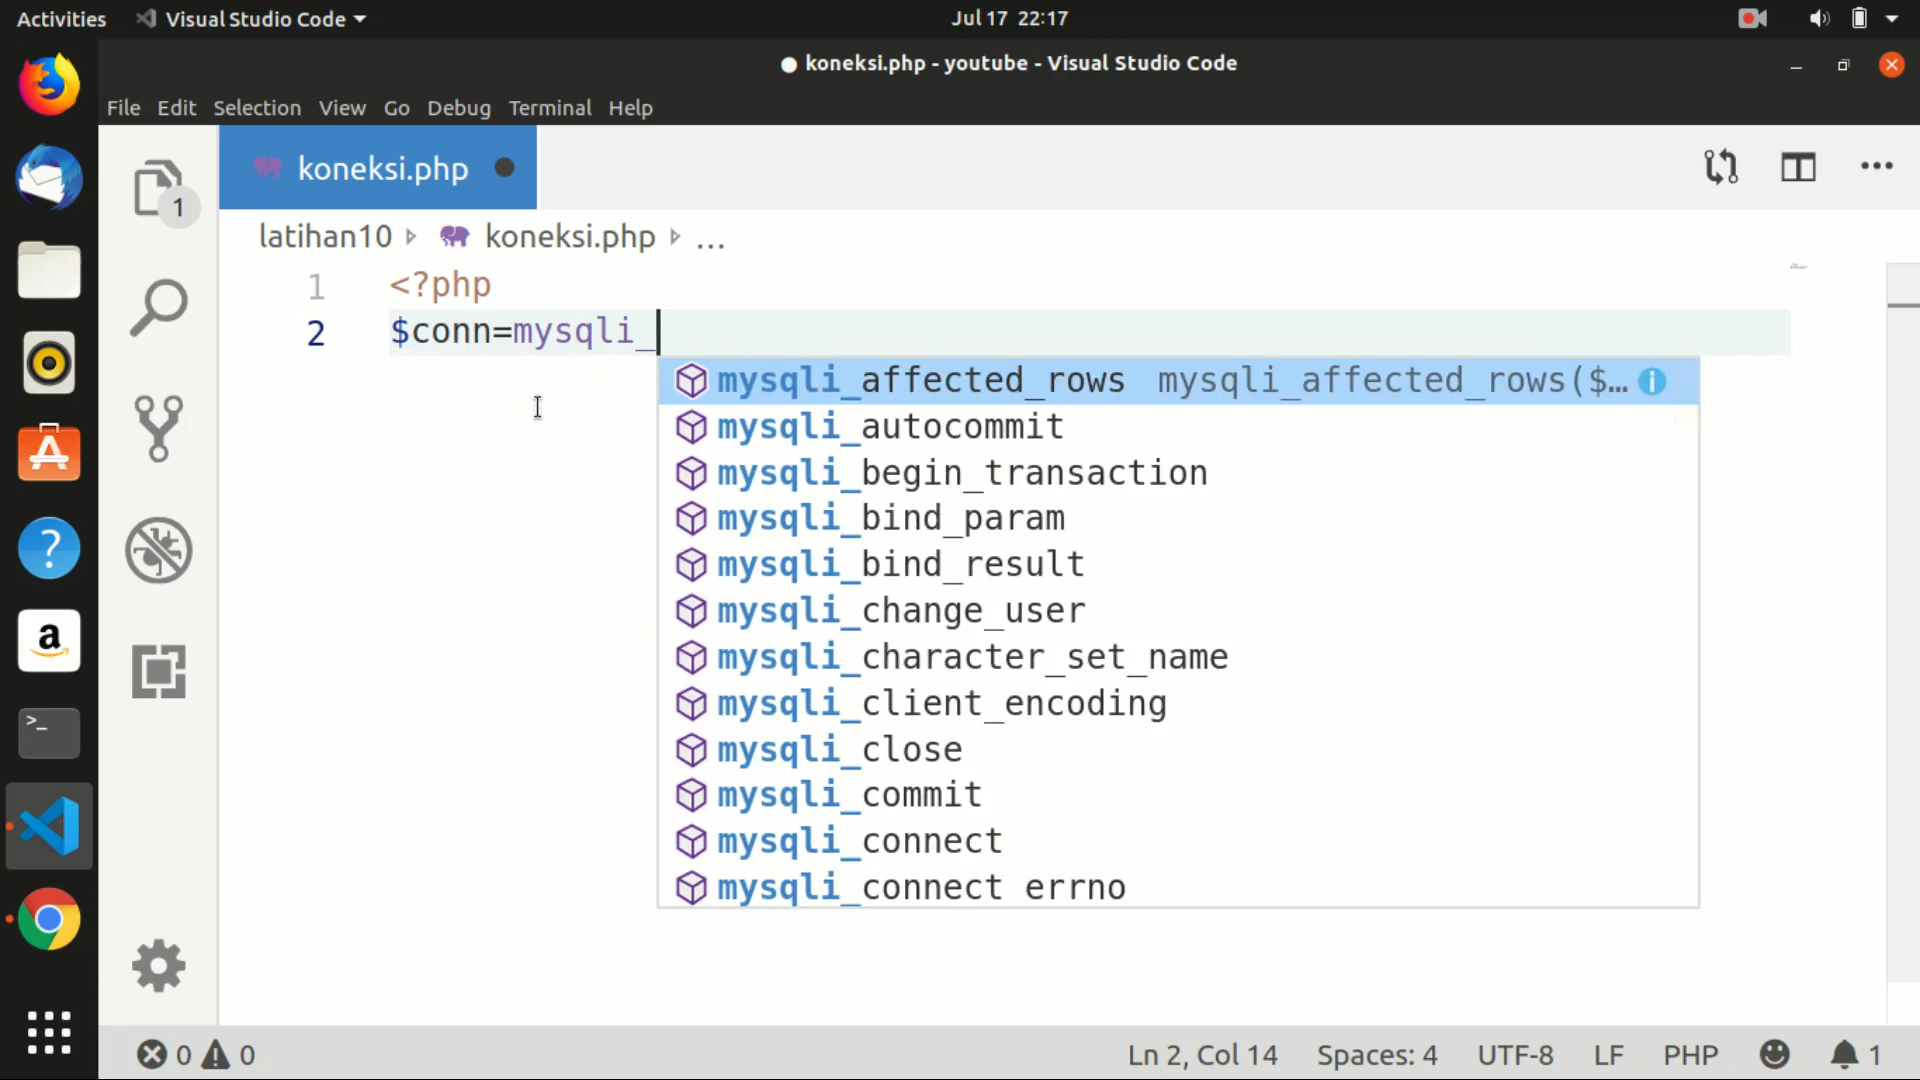 Activities
Visual Studio Code
Jul 17 22:17
koneksi.php - youtube - Visual Studio Code
File Edit Selection View Go Debug Terminal Help
1
koneksi.php
latihan10 koneksi.php ...
1 <?php
2 $conn=mysqli_
mysqli_affected_rows mysqli_affected_rows($…
mysqli_autocommit
mysqli_begin_transaction
mysqli_bind_param
mysqli_bind_result
mysqli_change_user
mysqli_character_set_name
mysqli_client_encoding
mysqli_close
mysqli_commit
mysqli_connect
mysqli_connect errno
0 0 Ln 2, Col 14 Spaces: 4 UTF-8 LF PHP 1